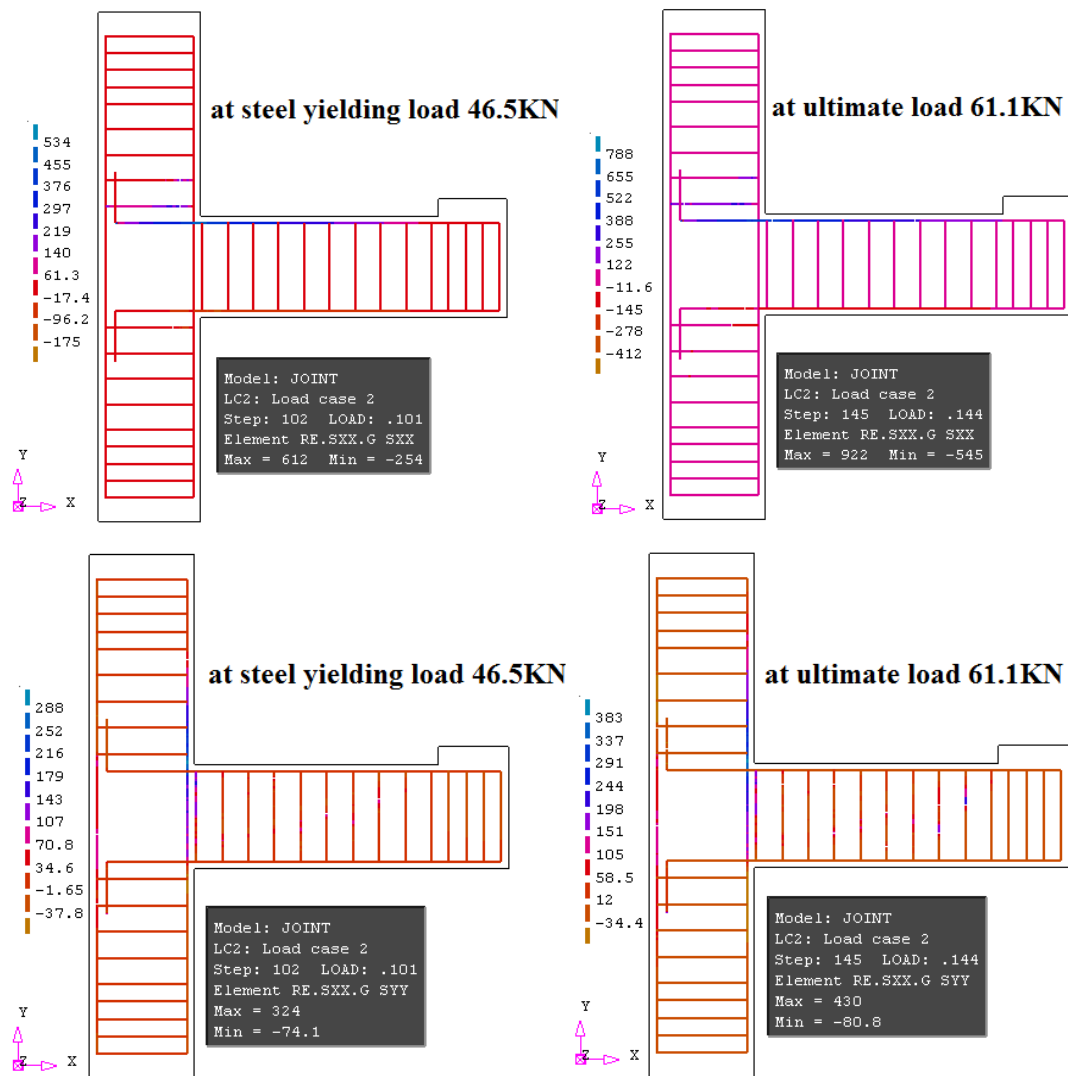 at steel yielding load 46.5KN
534
455
376
297
219
140
61.3
-17.4
-96.2
-175
Model: JOINT
LC2: Load case 2
Step: 102 LOAD: .101
Element RE.SXX.G SXX
Max = 612 Min = -254
Y
Z
X
at ultimate load 61.1KN
788
655
522
388
255
122
-11.6
-145
-278
-412
Model: JOINT
LC2: Load case 2
Step: 145 LOAD: .144
Element RE.SXX.G SXX
Max = 922 Min = -545
Y
Z
X
at steel yielding load 46.5KN
288
252
216
179
143
107
70.8
34.6
-1.65
-37.8
Model: JOINT
LC2: Load case 2
Step: 102 LOAD: .101
Element RE.SXX.G SYY
Max = 324
Min = -74.1
Y
Z
X
at ultimate load 61.1KN
383
337
291
244
198
151
105
58.5
12
-34.4
Model: JOINT
LC2: Load case 2
Step: 145 LOAD: .144
Element RE.SXX.G SYY
Max = 430
Min = -80.8
Y
Z
X